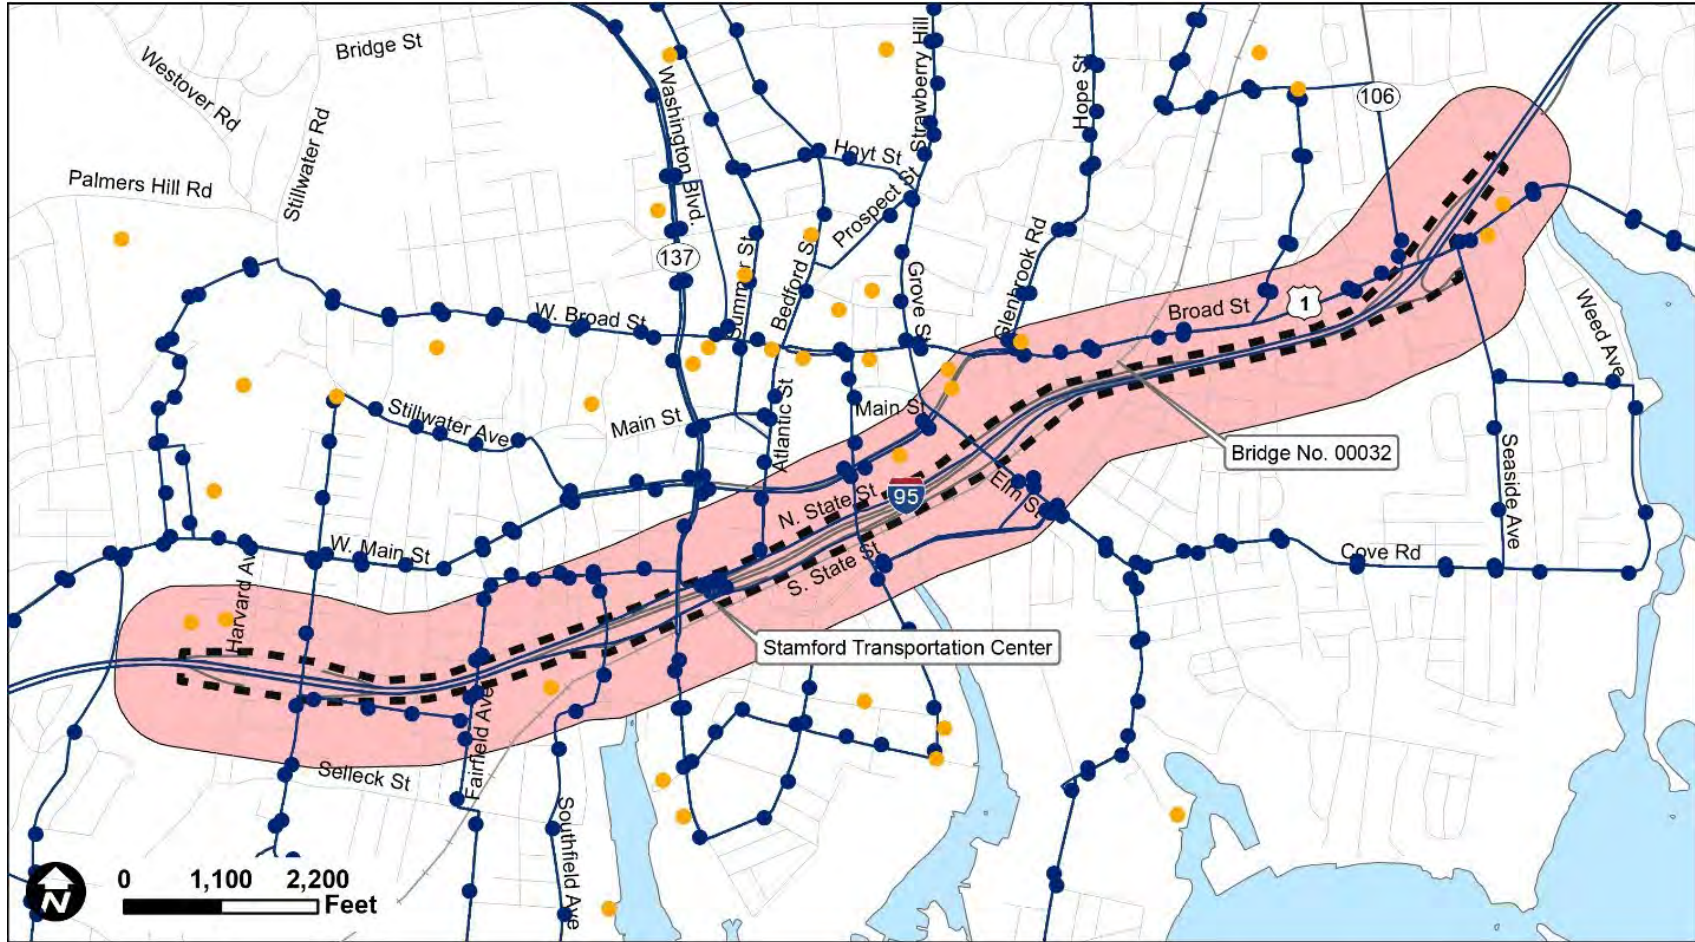 Bridge St
Westover Rd
Stillwater Rd
Palmers Hill Rd
Washington Blvd.
Strawberry Hill
Hope St
106
Hoyt St
Prospect St
137
Summer St
Bedford St
Grove St
Glenbrook Rd
Broad St
1
Weed Ave
W. Broad St
Stillwater Ave
Main St
Atlantic St
Main St
Bridge No. 00032
Seaside Ave
N. State St
95
Elm St
W. Main St
Harvard Av
S. State St
Cove Rd
Stamford Transportation Center
Fairfield Ave
Selleck St
Southfield Ave
N
0 1,100 2,200
Feet